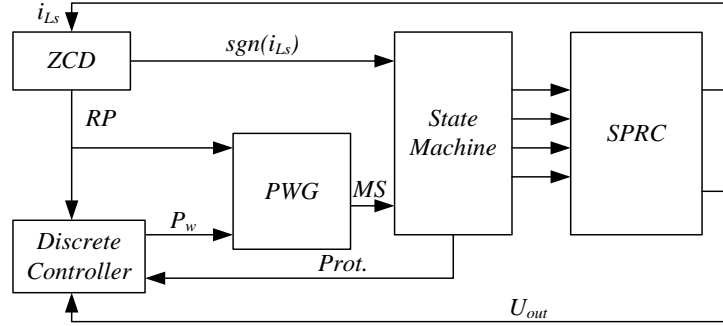 i_Ls
ZCD
sgn(i_Ls)
RP
State
Machine
SPRC
PWG
MS
P_w
Discrete
Controller
Prot.
U_out